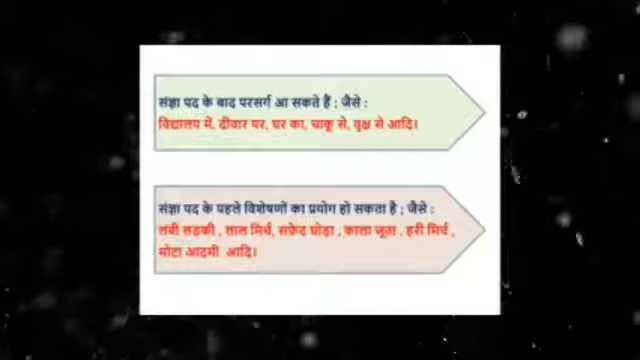 संज्ञा पद के बाद परसर्ग आ सकते हैं ; जैसे :
विद्यालय में, दीवार पर, घर का, चाकू से, वृक्ष से आदि।
संज्ञा पद के पहले विशेषणों का प्रयोग हो सकता है ; जैसे :
लंबी लड़की , लाल मिर्च, सफ़ेद घोड़ा , काला जूता , हरी मिर्च ,
मोटा आदमी आदि।